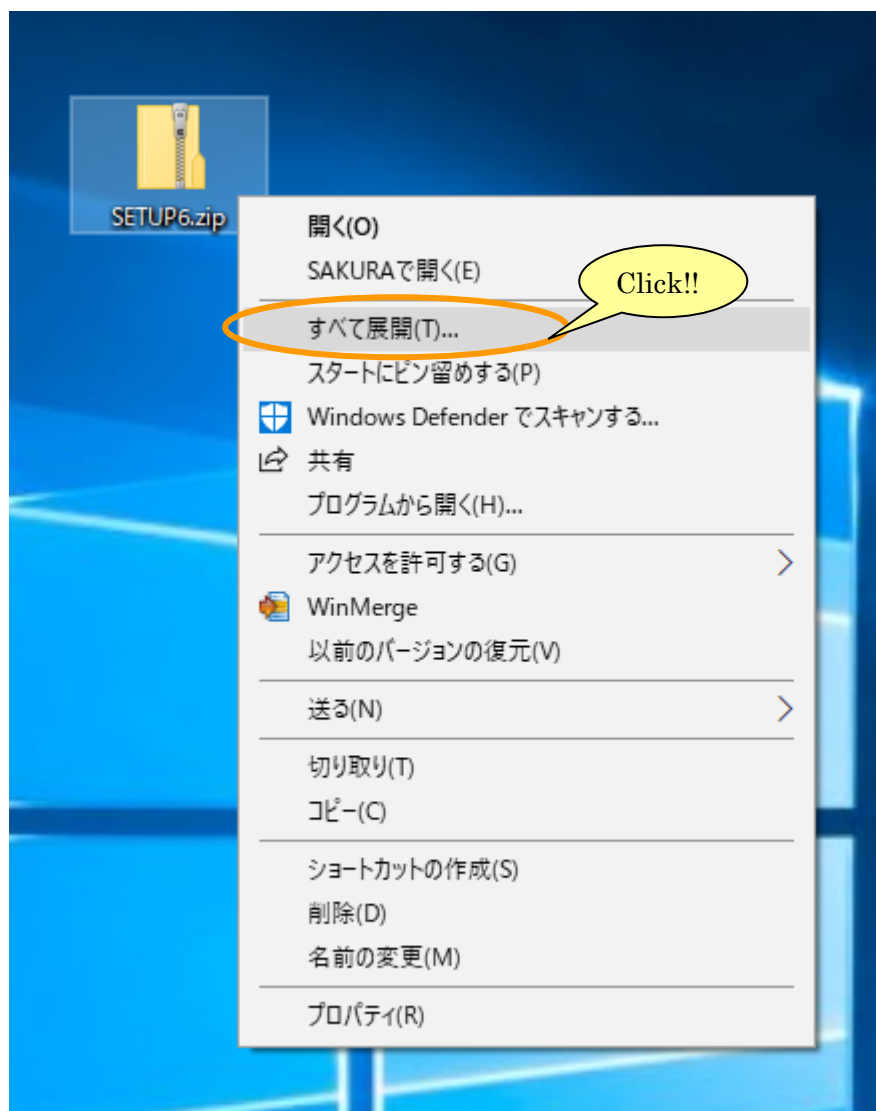 SETUP6.zip
開く(O)
SAKURAで開く(E)
Click!!
すべて展開(T)...
スタートにピン留めする(P)
Windows Defender でスキャンする...
共有
プログラムから開く(H)...
アクセスを許可する(G)
WinMerge
以前のバージョンの復元(V)
送る(N)
切り取り(T)
コピー(C)
ショートカットの作成(S)
削除(D)
名前の変更(M)
プロパティ(R)